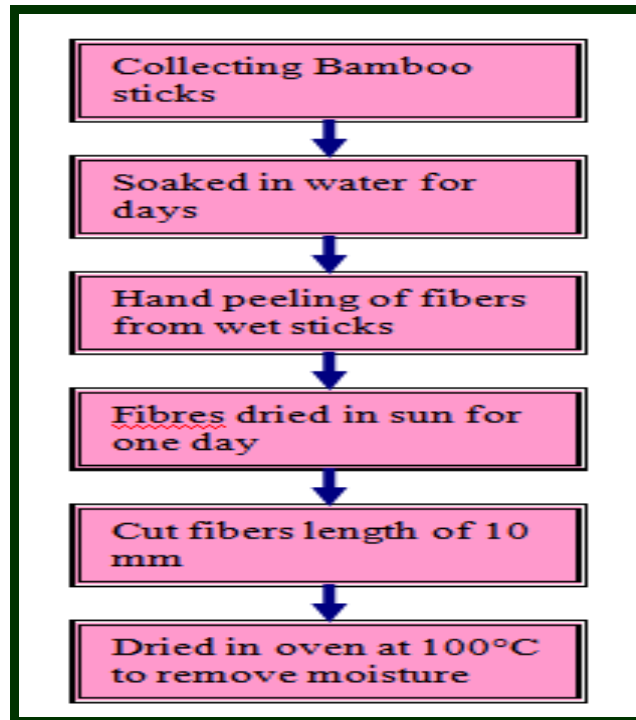 Collecting Bamboo
sticks
Soaked in water for
days
Hand peeling of fibers
from wet sticks
Fibres dried in sun for
one day
Cut fibers length of 10
mm
Dried in oven at 100°C
to remove moisture